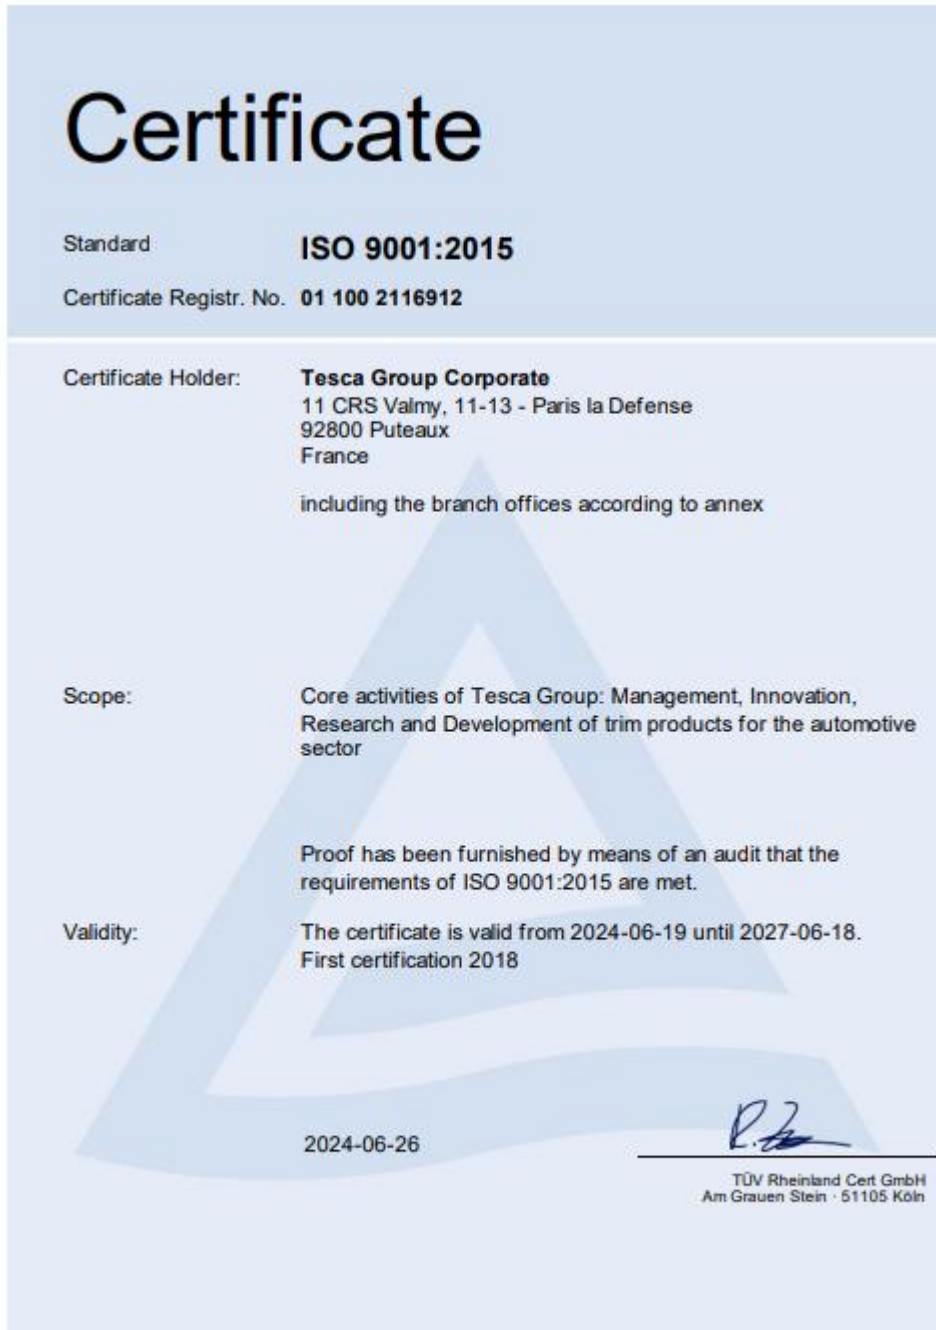 Certificate
Standard ISO 9001:2015
Certificate Registr. No. 01 100 2116912
Certificate Holder: Tesca Group Corporate
11 CRS Valmy, 11-13 - Paris la Defense
92800 Puteaux
France
including the branch offices according to annex
Scope: Core activities of Tesca Group: Management, Innovation,
Research and Development of trim products for the automotive
sector
Proof has been furnished by means of an audit that the
requirements of ISO 9001:2015 are met.
Validity: The certificate is valid from 2024-06-19 until 2027-06-18.
First certification 2018
2024-06-26
TÜV Rheinland Cert GmbH
Am Grauen Stein · 51105 Köln